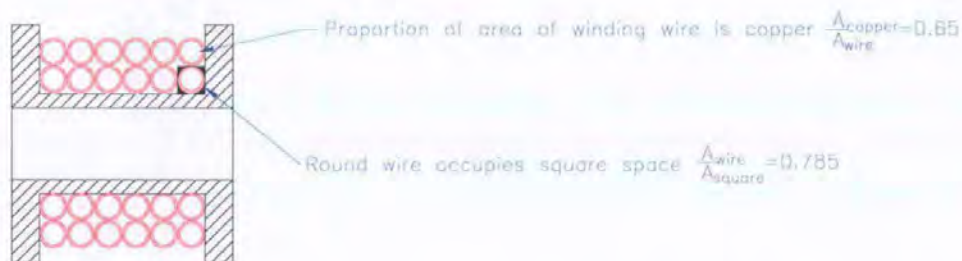 Proportion of area of winding wire is copper A_copper/A_wire=0.65
Round wire occupies square space A_wire/A_square=0.785